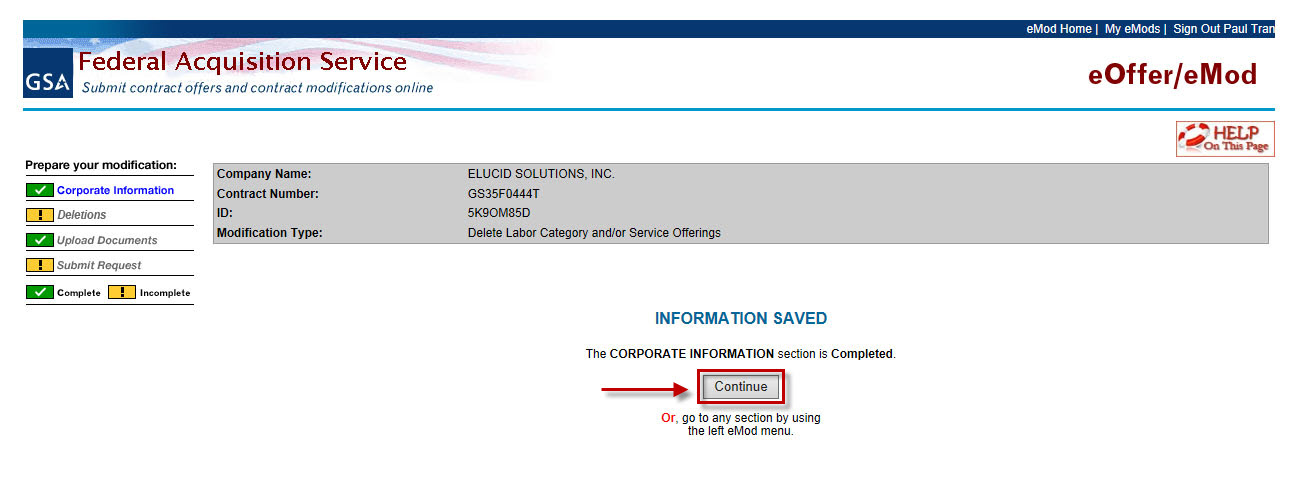 eMod Home | My eMods | Sign Out Paul Tran
GSA
Federal Acquisition Service
Submit contract offers and contract modifications online
eOffer/eMod
HELP
On This Page
Prepare your modification:
Corporate Information
! Deletions
Upload Documents
! Submit Request
Complete ! Incomplete
Company Name: ELUCID SOLUTIONS, INC.
Contract Number: GS35F0444T
ID: 5K9OM85D
Modification Type: Delete Labor Category and/or Service Offerings
INFORMATION SAVED
The CORPORATE INFORMATION section is Completed.
Continue
Or, go to any section by using
the left eMod menu.